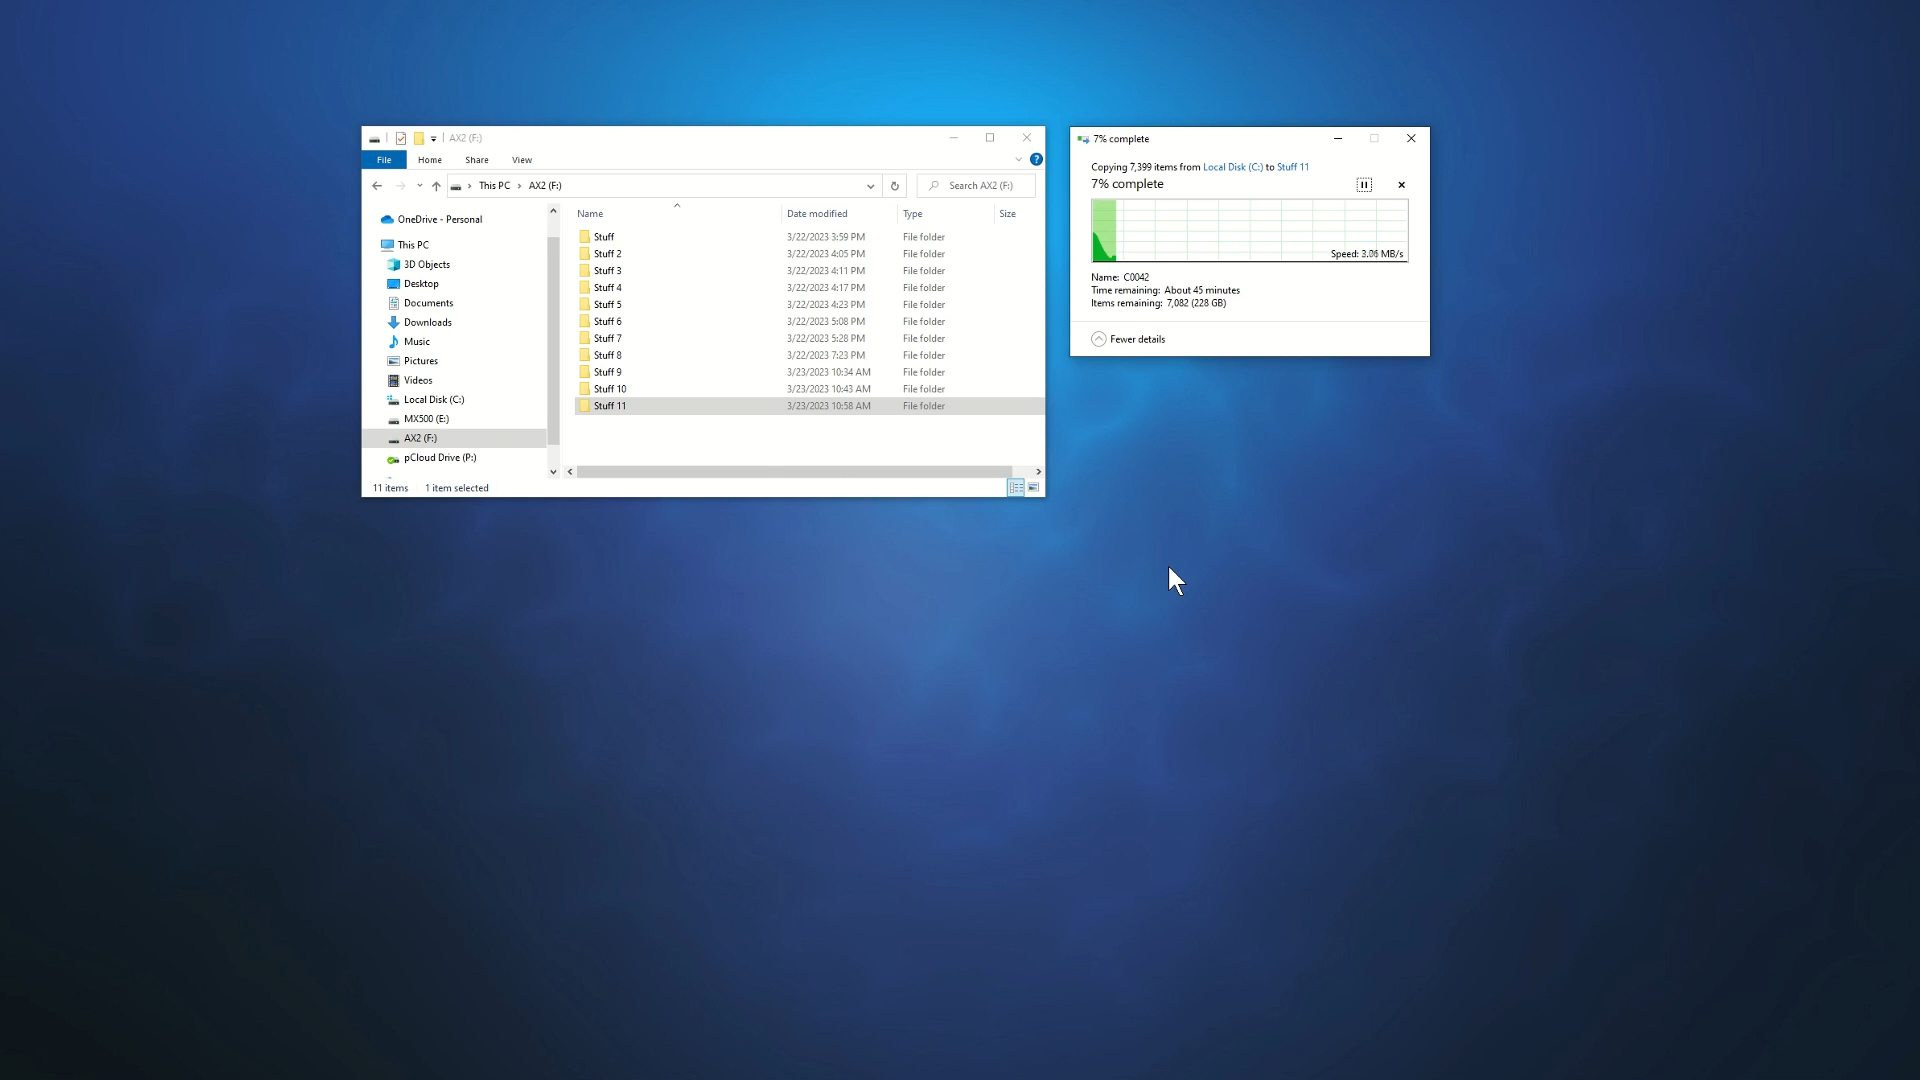 AX2 (F:)
File Home Share View
This PC > AX2 (F:)
Search AX2 (F:)
OneDrive - Personal
This PC
3D Objects
Desktop
Documents
Downloads
Music
Pictures
Videos
Local Disk (C:)
MX500 (E:)
AX2 (F:)
pCloud Drive (P:)
Name Date modified Type Size
Stuff 3/22/2023 3:59 PM File folder
Stuff 2 3/22/2023 4:05 PM File folder
Stuff 3 3/22/2023 4:11 PM File folder
Stuff 4 3/22/2023 4:17 PM File folder
Stuff 5 3/22/2023 4:23 PM File folder
Stuff 6 3/22/2023 5:08 PM File folder
Stuff 7 3/22/2023 5:28 PM File folder
Stuff 8 3/22/2023 7:23 PM File folder
Stuff 9 3/23/2023 10:34 AM File folder
Stuff 10 3/23/2023 10:43 AM File folder
Stuff 11 3/23/2023 10:58 AM File folder
11 items 1 item selected
7% complete
Copying 7,399 items from Local Disk (C:) to Stuff 11
7% complete
Speed: 3.06 MB/s
Name: C0042
Time remaining: About 45 minutes
Items remaining: 7,082 (228 GB)
Fewer details